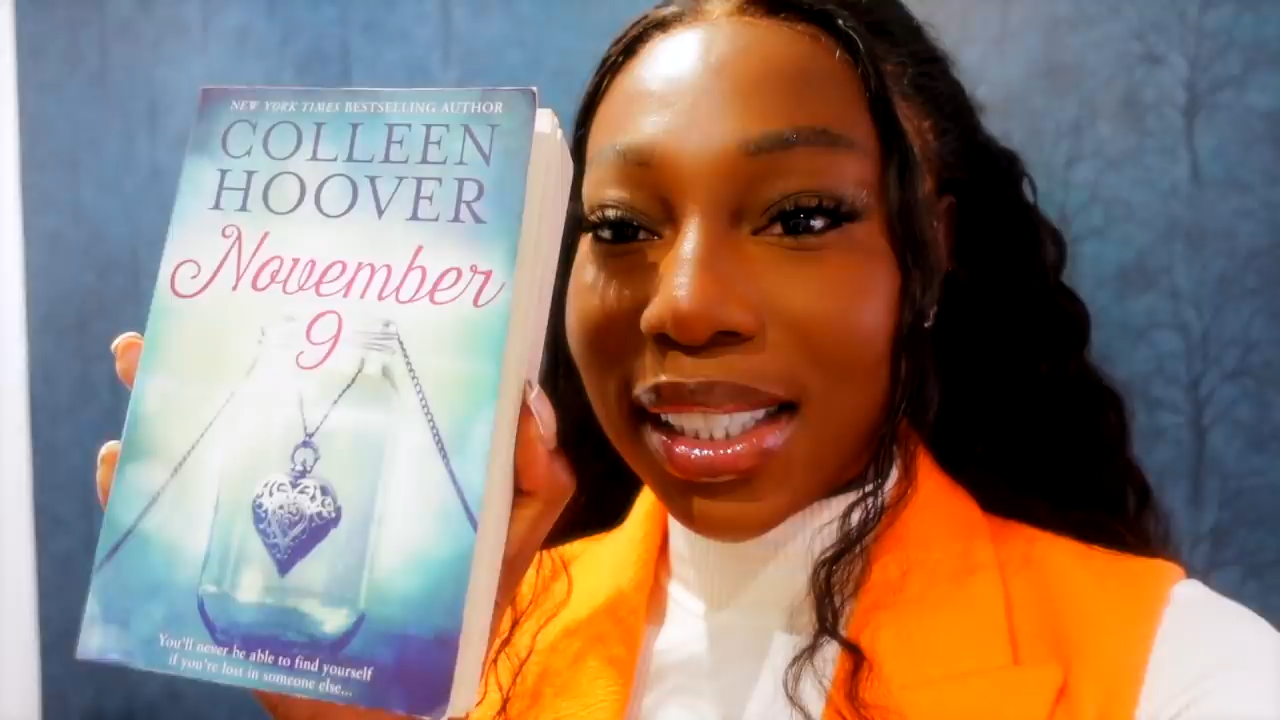 NEW YORK TIMES BESTSELLING AUTHOR
COLLEEN
HOOVER
November
9
You'll never be able to find yourself
if you're lost in someone else...